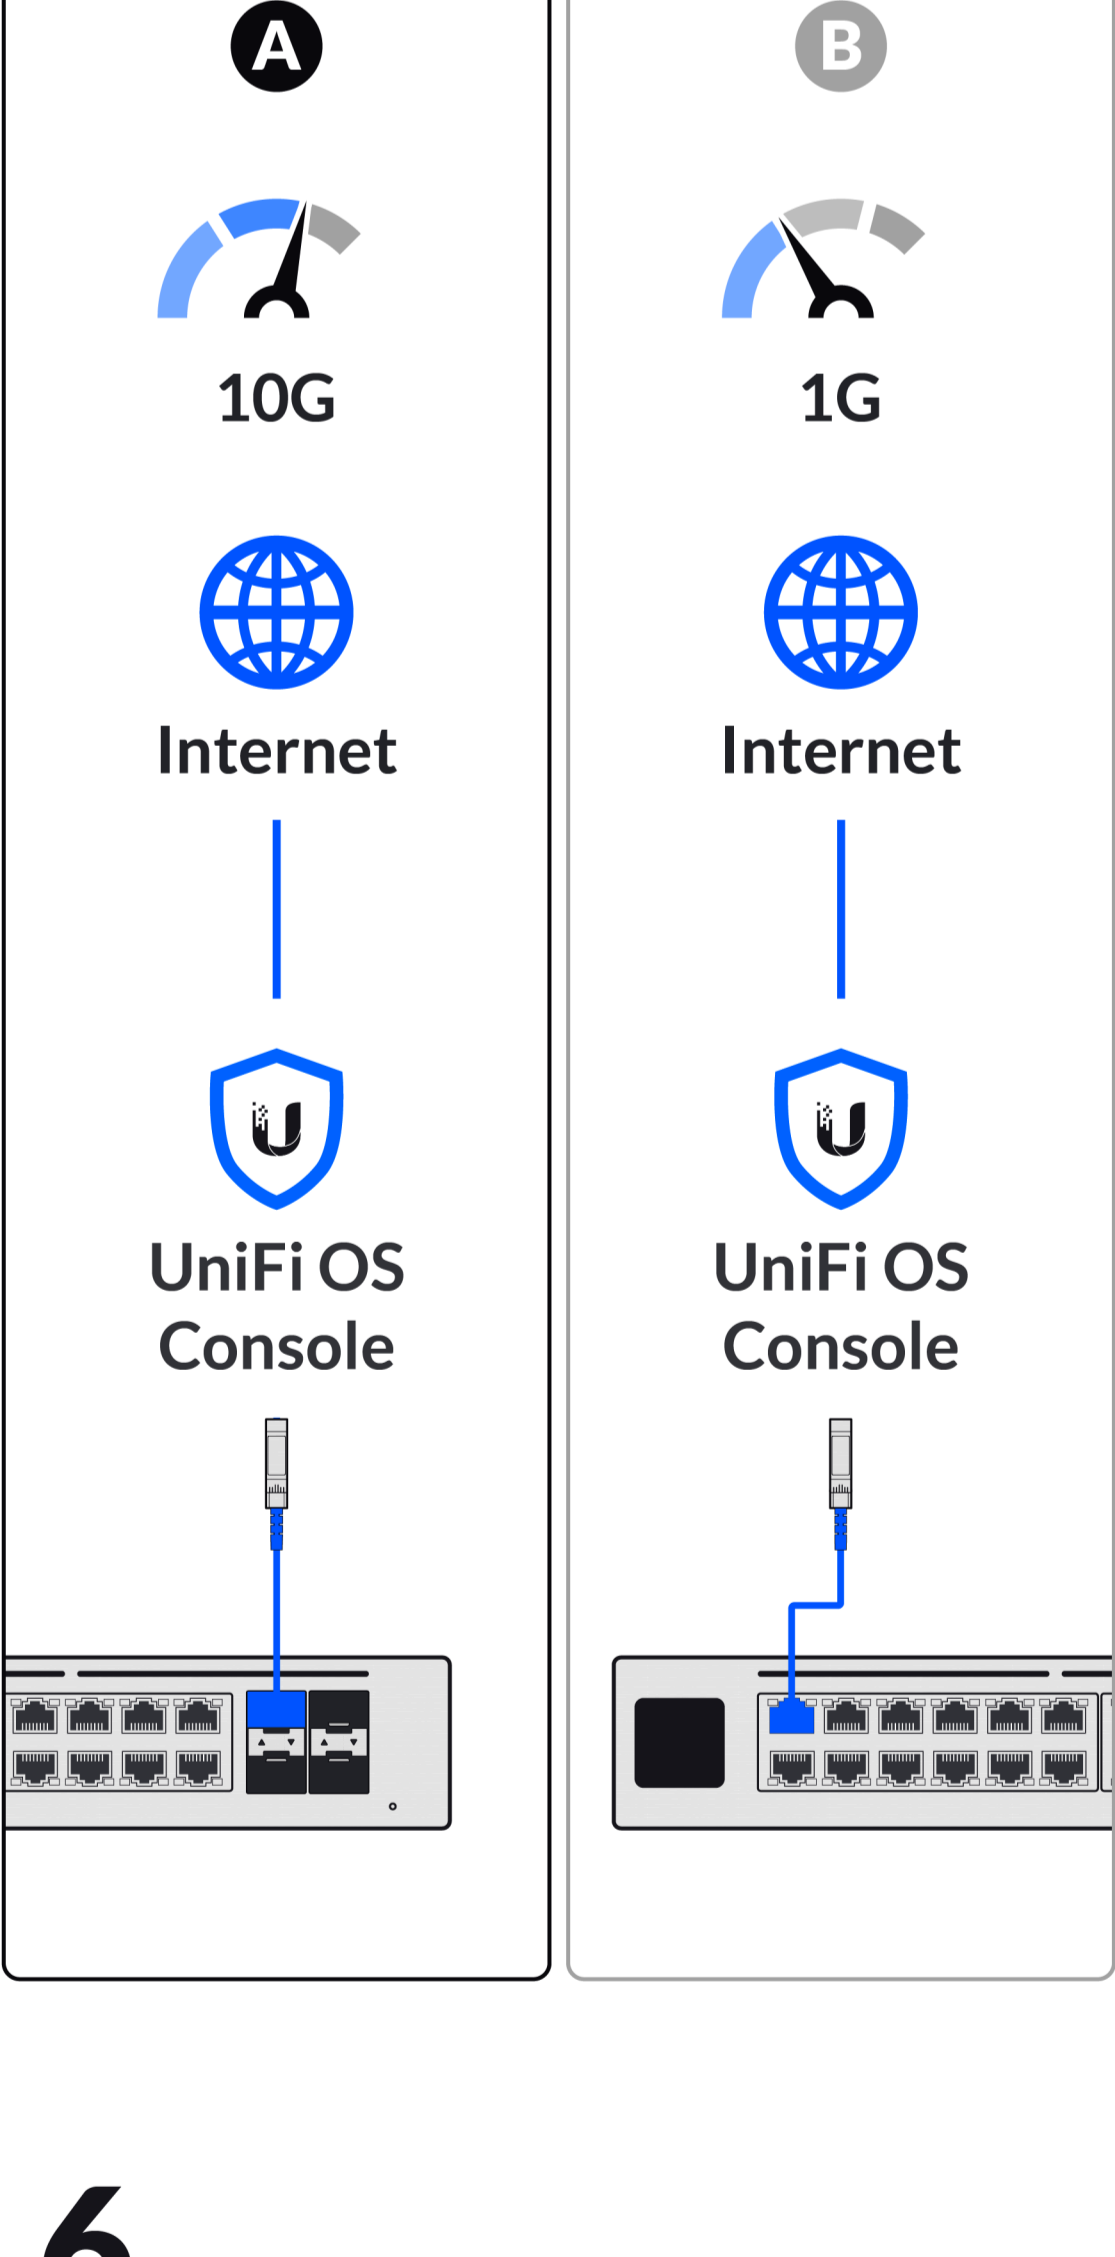 A
10G
Internet
UniFi OS
Console
B
1G
Internet
UniFi OS
Console
6